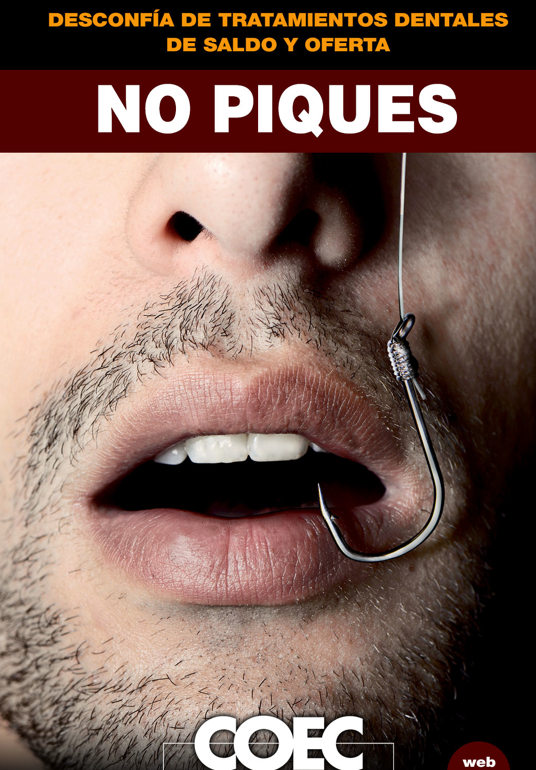 DESCONFÍA DE TRATAMIENTOS DENTALES
DE SALDO Y OFERTA
NO PIQUES
COEC
web